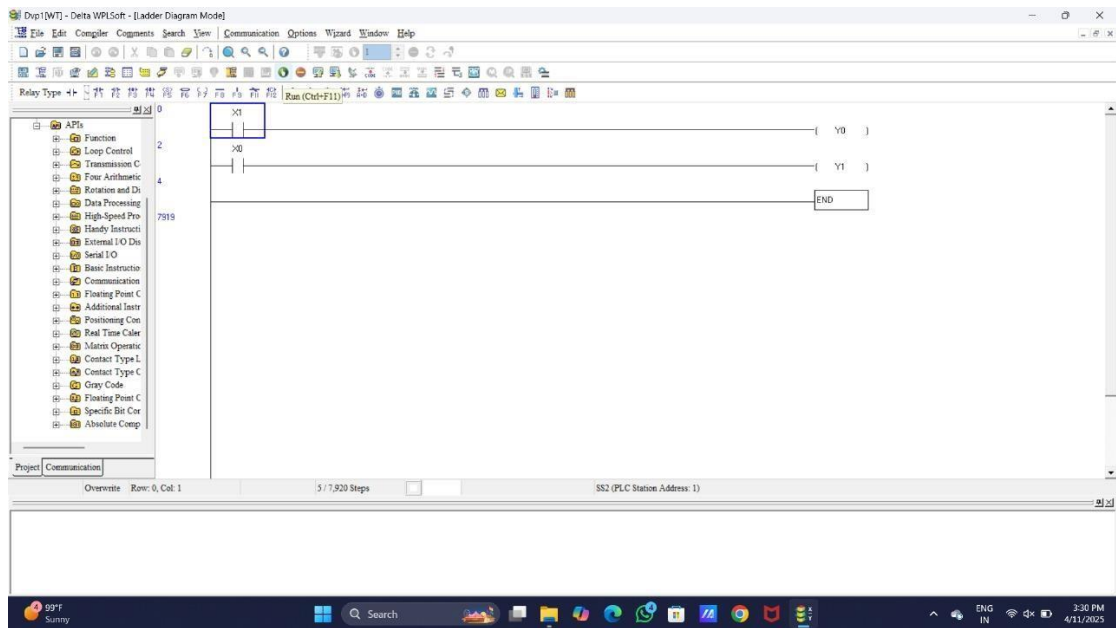 Dvp1[WT] - Delta WPLSoft - [Ladder Diagram Mode]
File Edit Compiler Comments Search View Communication Options Wizard Window Help
1
Relay Type
Run (Ctrl+F11)
APIs
Function
Loop Control
Transmission C
Four Arithmetic
Rotation and Di
Data Processing
High-Speed Pro
Handy Instructi
External I/O Dis
Serial I/O
Basic Instructio
Communication
Floating Point C
Additional Instr
Positioning Con
Real Time Caler
Matrix Operatic
Contact Type L
Contact Type C
Gray Code
Floating Point C
Specific Bit Cor
Absolute Comp
Project Communication
0
X1
Y0
2
X0
Y1
4
END
7919
Overwrite Row: 0, Col: 1 5 / 7,920 Steps SS2 (PLC Station Address: 1)
4
99°F
Sunny
Search
ENG
IN
3:30 PM
4/11/2025